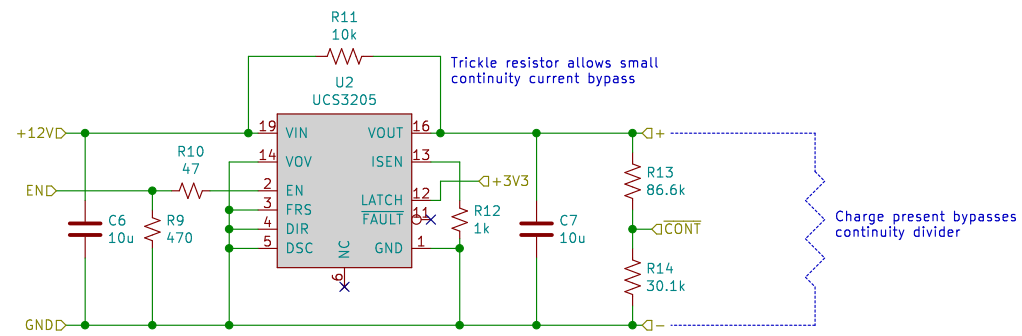 R11
10k
Trickle resistor allows small
continuity current bypass
U2
UCS3205
+12V
19
VIN
VOUT
16
+
R10
47
14
VOV
ISEN
13
R13
86.6k
EN
2
EN
LATCH
12
+3V3
3
FRS
FAULT
11
4
DIR
5
DSC
NC
GND
1
6
C6
10u
R9
470
R12
1k
C7
10u
CONT
Charge present bypasses
continuity divider
R14
30.1k
GND
−